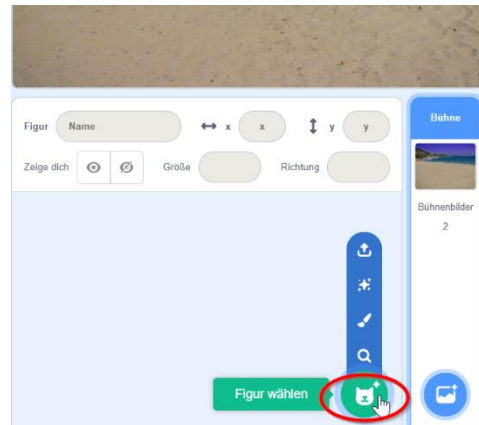 Bühne
Figur Name x x y y
Zeige dich Größe Richtung
Bühnenbilder
2
Figur wählen